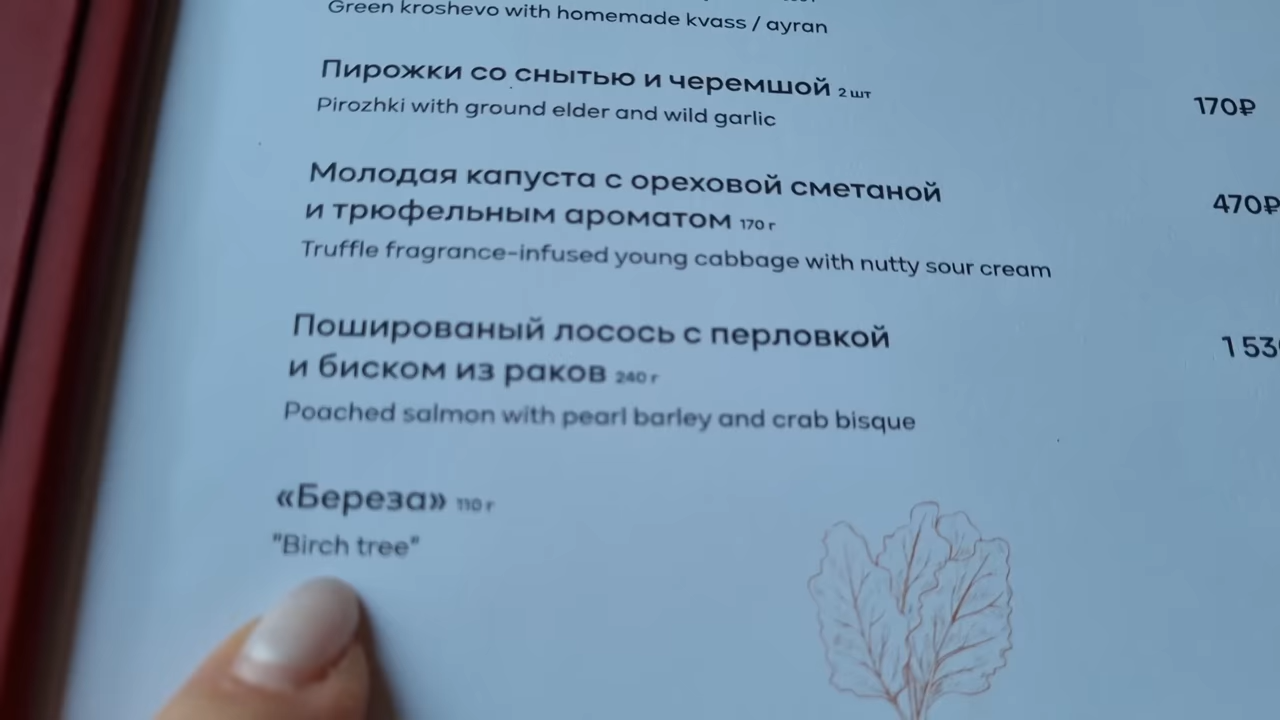 Green kroshevo with homemade kvass / ayran
Пирожки со снытью и черемшой 2 шт
170₽
Pirozhki with ground elder and wild garlic
Молодая капуста с ореховой сметаной
470₽
и трюфельным ароматом 170 г
Truffle fragrance-infused young cabbage with nutty sour cream
Пошированый лосось с перловкой
1 53
и биском из раков 240 г
Poached salmon with pearl barley and crab bisque
«Береза» 110 г
"Birch tree"